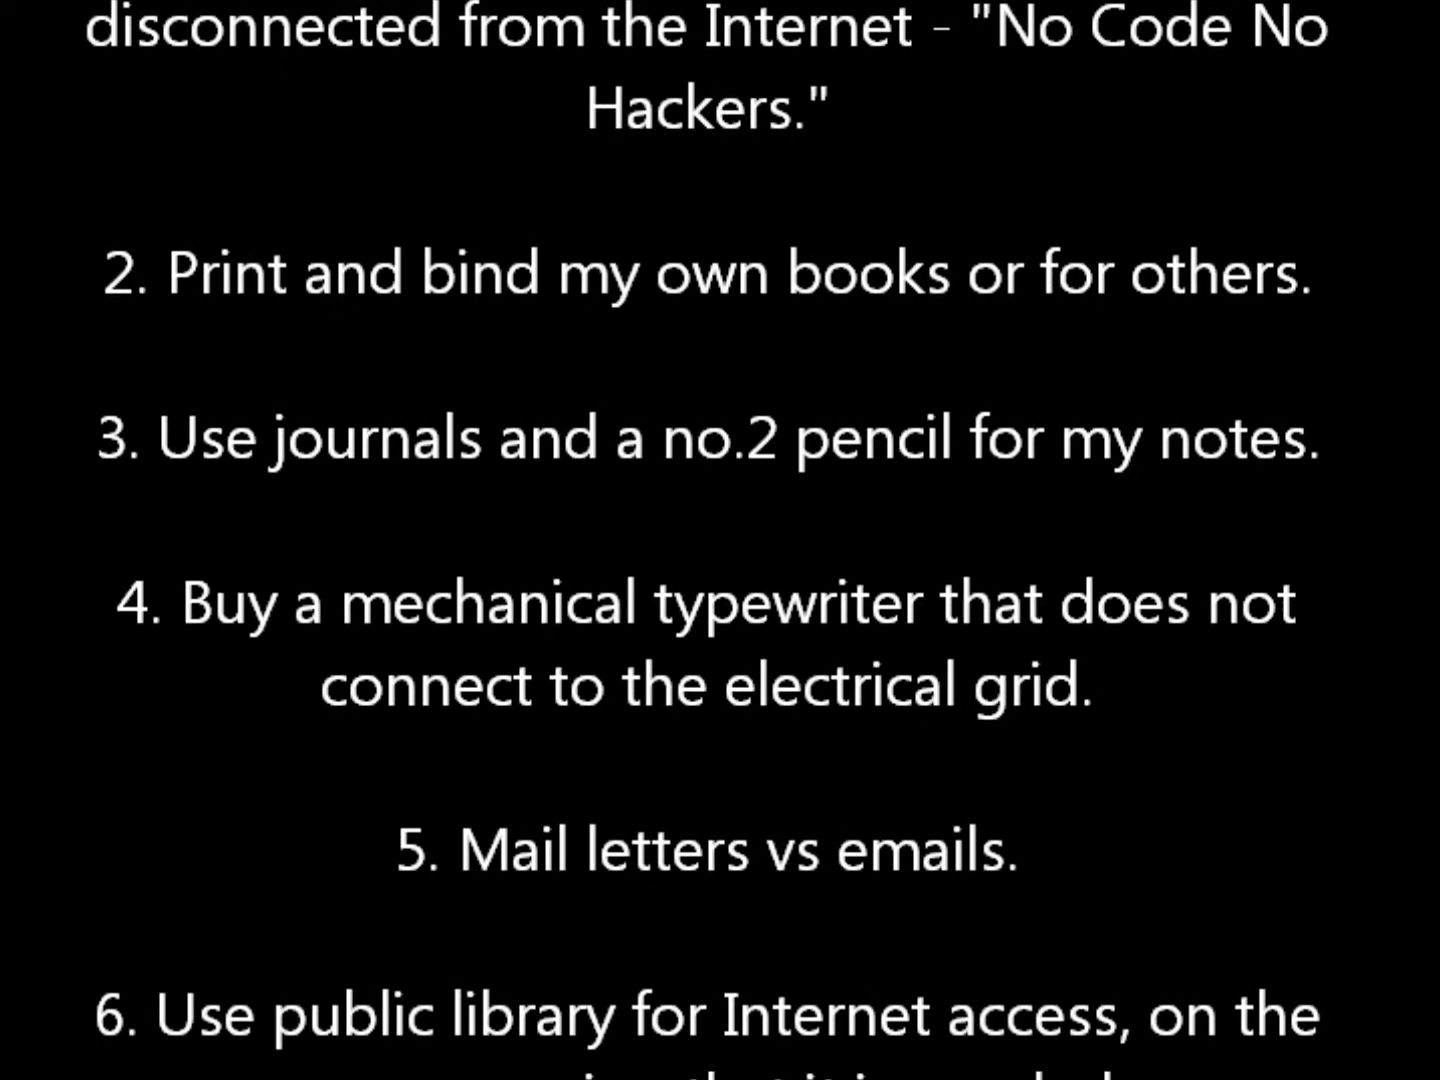 disconnected from the Internet - "No Code No
Hackers."
2. Print and bind my own books or for others.
3. Use journals and a no.2 pencil for my notes.
4. Buy a mechanical typewriter that does not
connect to the electrical grid.
5. Mail letters vs emails.
6. Use public library for Internet access, on the